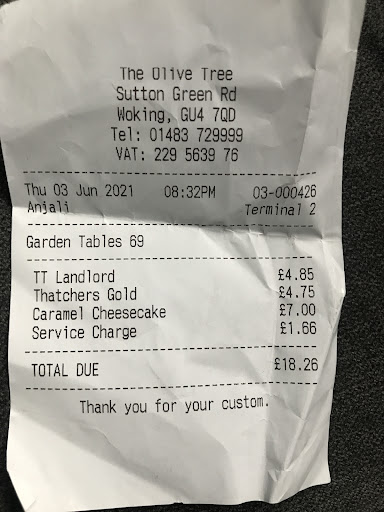 The Olive Tree
Sutton Green Rd
Woking, GU4 7QD
Tel: 01483 729999
VAT: 229 5639 76
Thu 03 Jun 2021 08:32PM 03-000426
Anjali Terminal 2
Garden Tables 69
TT Landlord £4.85
Thatchers Gold £4.75
Caramel Cheesecake £7.00
Service Charge £1.66
TOTAL DUE £18.26
Thank you for your custom.